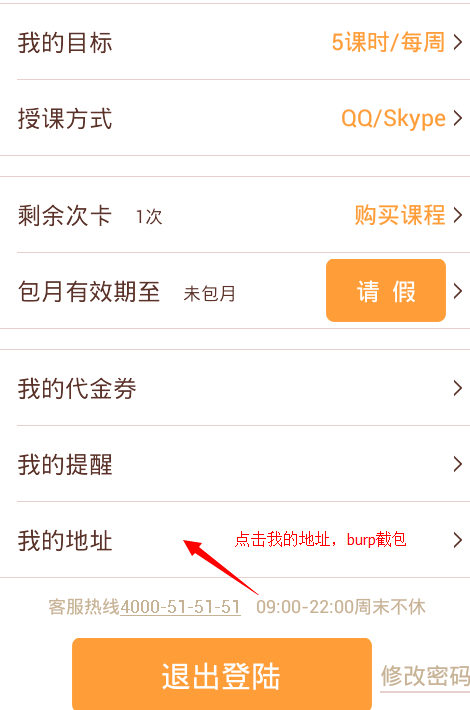 我的目标 5课时/每周
授课方式 QQ/Skype
剩余次卡 1次 购买课程
包月有效期至 未包月 请 假
我的代金券
我的提醒
我的地址 点击我的地址，burp截包
客服热线4000-51-51-51 09:00-22:00周末不休
退出登陆 修改密码